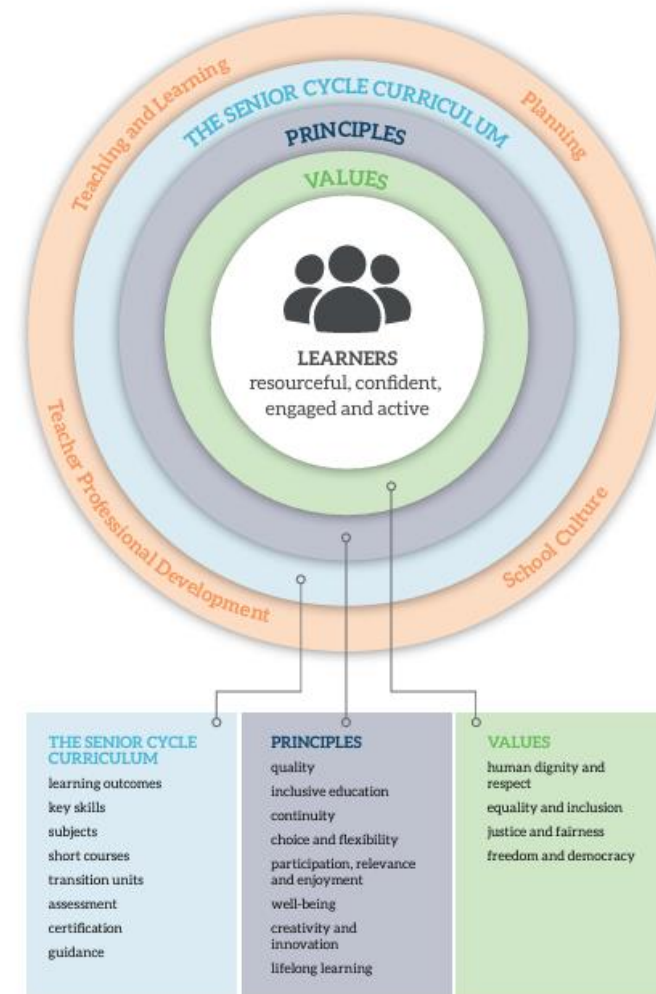 Teaching and Learning
Planning
THE SENIOR CYCLE CURRICULUM
PRINCIPLES
VALUES
LEARNERS
resourceful, confident,
engaged and active
Teacher Professional Development
School Culture
THE SENIOR CYCLE
CURRICULUM
learning outcomes
key skills
subjects
short courses
transition units
assessment
certification
guidance
PRINCIPLES
quality
inclusive education
continuity
choice and flexibility
participation, relevance
and enjoyment
well-being
creativity and
innovation
lifelong learning
VALUES
human dignity and
respect
equality and inclusion
justice and fairness
freedom and democracy